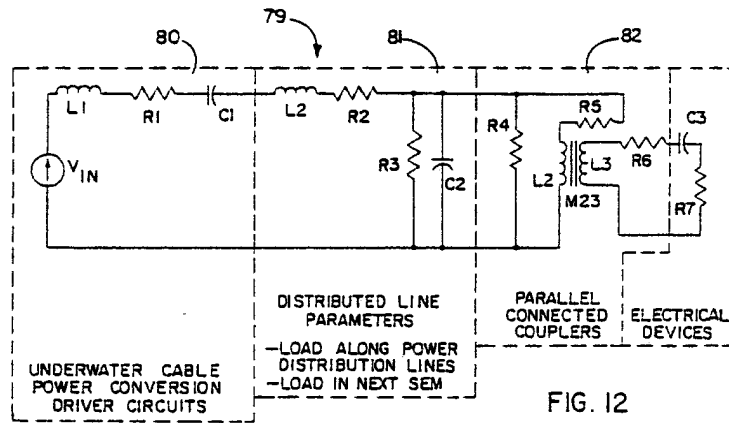 79
80
81
82
L1
R1
C1
L2
R2
R3
C2
R4
R5
L2
L3
M23
R6
C3
R7
VIN
UNDERWATER CABLE
POWER CONVERSION
DRIVER CIRCUITS
DISTRIBUTED LINE
PARAMETERS
-LOAD ALONG POWER
DISTRIBUTION LINES
-LOAD IN NEXT SEM
PARALLEL
CONNECTED
COUPLERS
ELECTRICAL
DEVICES
FIG. 12